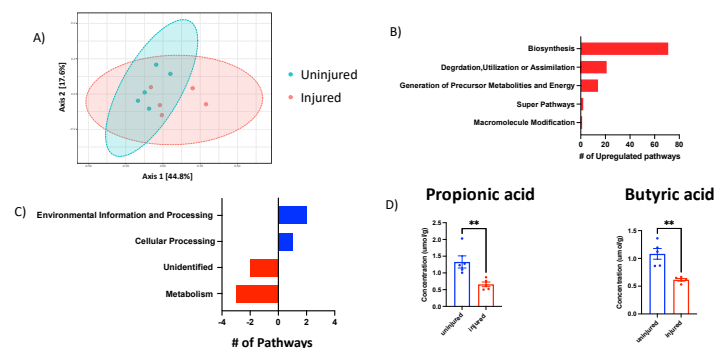 A)
Axis 2 [17.6%]
Axis 1 [44.8%]
Uninjured
Injured
B)
Biosynthesis
Degrdation,Utilization or Assimilation
Generation of Precursor Metabolities and Energy
Super Pathways
Macromolecule Modification
0 20 40 60 80
# of Upregulated pathways
C)
Environmental Information and Processing
Cellular Processing
Unidentified
Metabolism
-4 -2 0 2 4
# of Pathways
D)
Propionic acid
Concentration (umol/g)
2.5
2.0
1.5
1.0
0.5
0.0
**
uninjured
injured
Butyric acid
Concentration (umol/g)
1.5
1.0
0.5
0.0
**
uninjured
injured